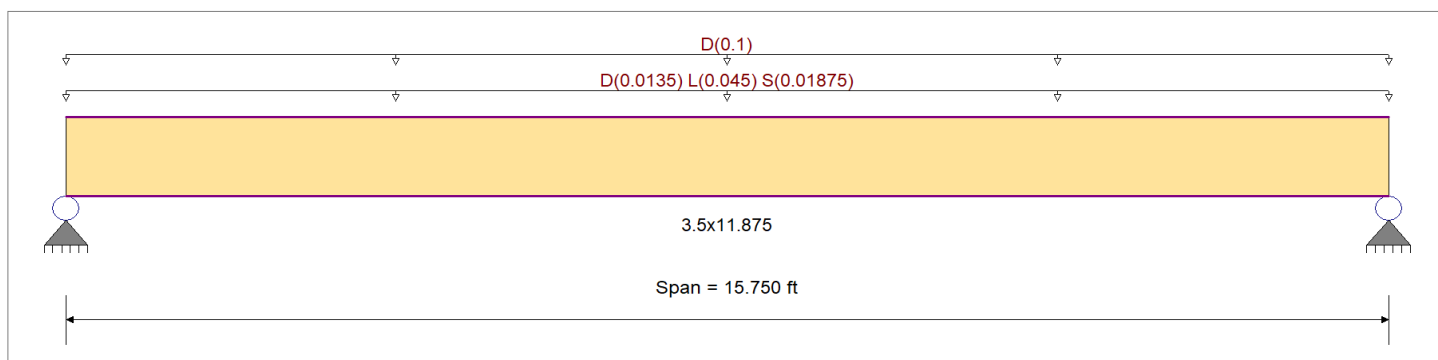 D(0.1)
D(0.0135) L(0.045) S(0.01875)
3.5x11.875
Span = 15.750 ft